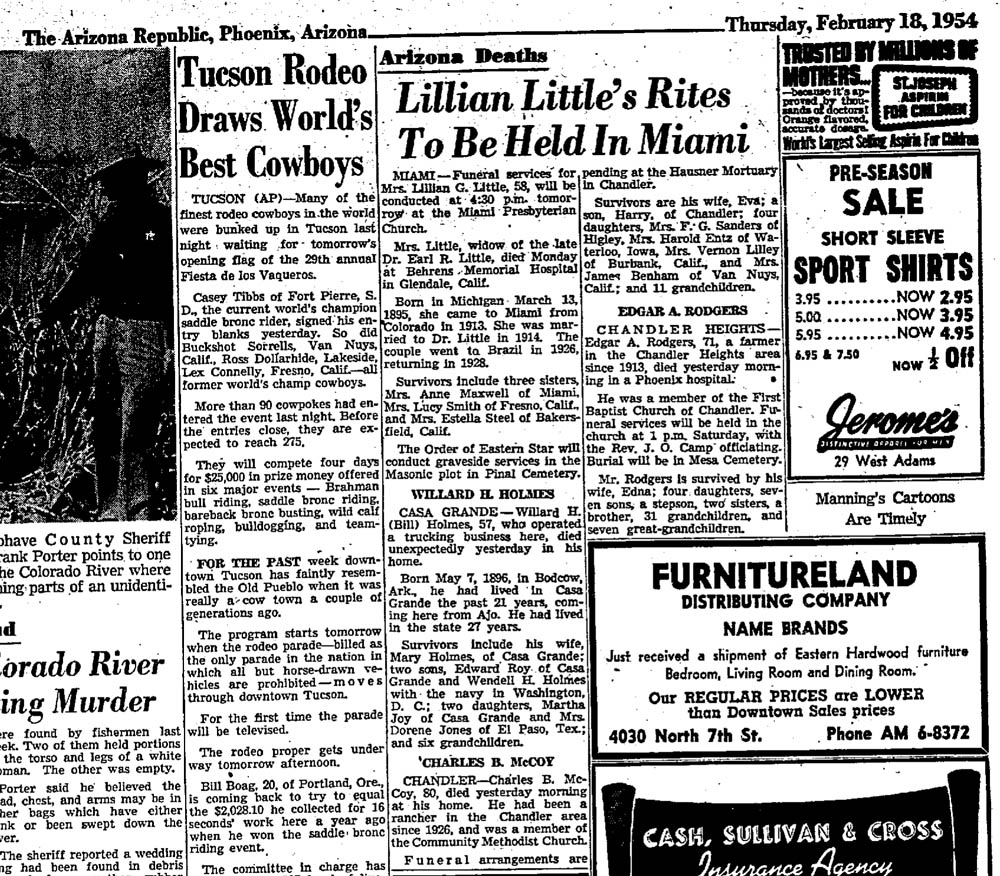 The Arizona Republic, Phoenix, Arizona
Thursday, February 18, 1954
ohave County Sheriff
rank Porter points to one
he Colorado River where
ing parts of an unidenti-
orado River
ing Murder
ere found by fishermen last
ek. Two of them held portions
the torso and legs of a white
oman. The other was empty.
Porter said he believed the
ad, chest, and arms may be in
her bags which have either
nk or been swept down the
ver.
The sheriff reported a wedding
ng had been found in debris
Tucson Rodeo
Draws World's
Best Cowboys
TUCSON (AP)—Many of the
finest rodeo cowboys in the world
were bunked up in Tucson last
night waiting for tomorrow's
opening flag of the 29th annual
Fiesta de los Vaqueros.
Casey Tibbs of Fort Pierre, S.
D., the current world's champion
saddle bronc rider, signed his en-
try blanks yesterday. So did
Buckshot Sorrells, Van Nuys,
Calif., Ross Dollarhide, Lakeside,
Lex Connelly, Fresno, Calif.—all
former world's champ cowboys.
More than 90 cowpokes had en-
tered the event last night. Before
the entries close, they are ex-
pected to reach 275.
They will compete four days
for $25,000 in prize money offered
in six major events — Brahman
bull riding, saddle bronc riding,
bareback bronc busting, wild calf
roping, bulldogging, and team-
tying.
FOR THE PAST week down-
town Tucson has faintly resem-
bled the Old Pueblo when it was
really a cow town a couple of
generations ago.
The program starts tomorrow
when the rodeo parade—billed as
the only parade in the nation in
which all but horse-drawn ve-
hicles are prohibited—moves
through downtown Tucson.
For the first time the parade
will be televised.
The rodeo proper gets under
way tomorrow afternoon.
Bill Boag, 20, of Portland, Ore.,
is coming back to try to equal
the $2,028.10 he collected for 16
seconds' work here a year ago
when he won the saddle bronc
riding event.
The committee in charge has
Arizona Deaths
Lillian Little's Rites
To Be Held In Miami
MIAMI—Funeral services for
Mrs. Lillian G. Little, 58, will be
conducted at 4:30 p.m. tomor-
row at the Miami Presbyterian
Church.
Mrs. Little, widow of the late
Dr. Earl R. Little, died Monday
at Behrens Memorial Hospital
in Glendale, Calif.
Born in Michigan March 13,
1895, she came to Miami from
Colorado in 1913. She was mar-
ried to Dr. Little in 1914. The
couple went to Brazil in 1926,
returning in 1928.
Survivors include three sisters,
Mrs. Anne Maxwell of Miami,
Mrs. Lucy Smith of Fresno, Calif.,
and Mrs. Estella Steel of Bakers-
field, Calif.
The Order of Eastern Star will
conduct graveside services in the
Masonic plot in Pinal Cemetery.
WILLARD H. HOLMES
CASA GRANDE—Willard H.
(Bill) Holmes, 57, who operated
a trucking business here, died
unexpectedly yesterday in his
home.
Born May 7, 1896, in Bodcow,
Ark., he had lived in Casa
Grande the past 21 years, com-
ing here from Ajo. He had lived
in the state 27 years.
Survivors include his wife,
Mary Holmes, of Casa Grande;
two sons, Edward Roy of Casa
Grande and Wendell H. Holmes
with the navy in Washington,
D. C.; two daughters, Martha
Joy of Casa Grande and Mrs.
Dorene Jones of El Paso, Tex.;
and six grandchildren.
CHARLES B. McCOY
CHANDLER—Charles B. Mc-
Coy, 80, died yesterday morning
at his home. He had been a
rancher in the Chandler area
since 1926, and was a member of
the Community Methodist Church.
Funeral arrangements are
pending at the Hausner Mortuary
in Chandler.
Survivors are his wife, Eva; a
son, Harry, of Chandler; four
daughters, Mrs. F. G. Sanders of
Higley, Mrs. Harold Entz of Wa-
terloo, Iowa, Mrs. Vernon Lilley
of Burbank, Calif., and Mrs.
James Benham of Van Nuys,
Calif.; and 11 grandchildren.
EDGAR A. RODGERS
CHANDLER HEIGHTS—
Edgar A. Rodgers, 71, a farmer
in the Chandler Heights area
since 1913, died yesterday morn-
ing in a Phoenix hospital.
He was a member of the First
Baptist Church of Chandler. Fu-
neral services will be held in the
church at 1 p.m. Saturday, with
the Rev. J. O. Camp officiating.
Burial will be in Mesa Cemetery.
Mr. Rodgers is survived by his
wife, Edna; four daughters, sev-
en sons, a stepson, two sisters, a
brother, 31 grandchildren, and
seven great-grandchildren.
TRUSTED BY MILLIONS OF
MOTHERS...
—because it's ap-
proved by thou-
sands of doctors!
Orange flavored,
accurate dosage.
ST. JOSEPH
ASPIRIN
FOR CHILDREN
World's Largest Selling Aspirin For Children
PRE-SEASON
SALE
SHORT SLEEVE
SPORT SHIRTS
3.95 ..........NOW 2.95
5.00 ..........NOW 3.95
5.95 ..........NOW 4.95
6.95 & 7.50 NOW ½ Off
Jerome's
DISTINCTIVE APPAREL FOR MEN
29 West Adams
Manning's Cartoons
Are Timely
FURNITURELAND
DISTRIBUTING COMPANY
NAME BRANDS
Just received a shipment of Eastern Hardwood furniture
Bedroom, Living Room and Dining Room.
Our REGULAR PRICES are LOWER
than Downtown Sales prices
4030 North 7th St. Phone AM 6-8372
CASH, SULLIVAN & CROSS
Insurance Agency